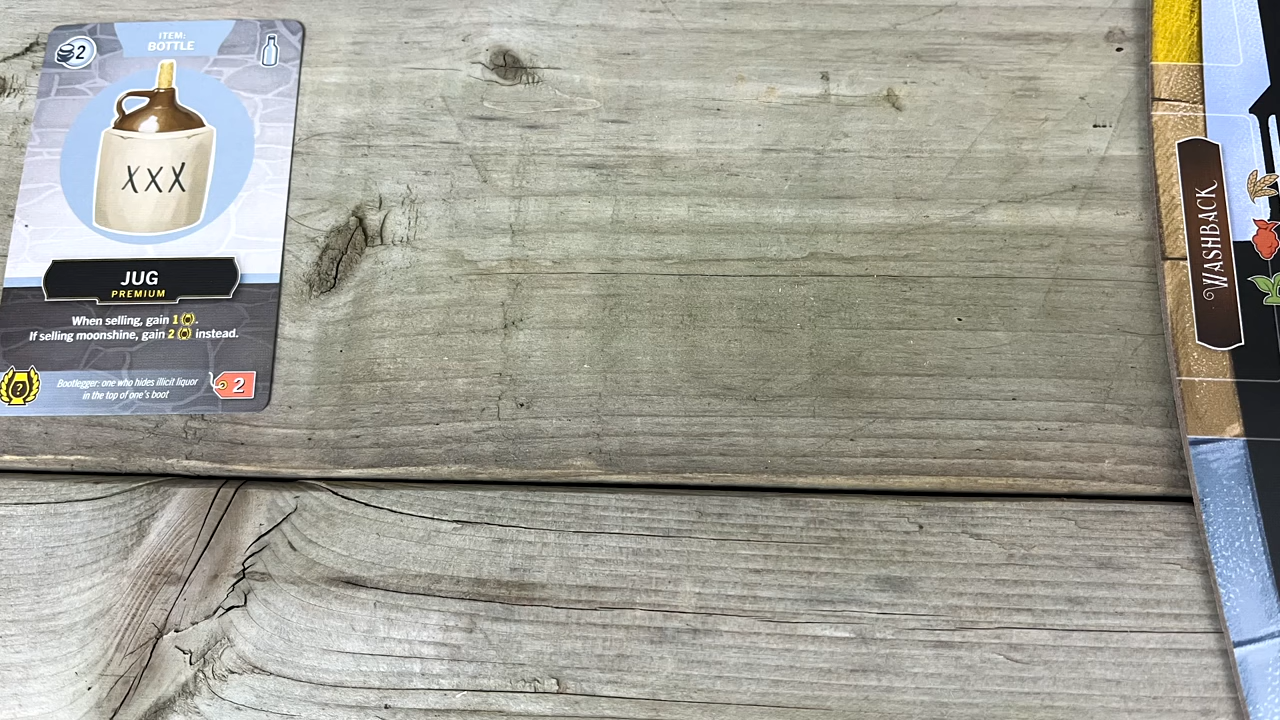 2
ITEM:
BOTTLE
XXX
JUG
PREMIUM
When selling, gain 1 .
If selling moonshine, gain 2 instead.
?
Bootlegger: one who hides illicit liquor
in the top of one's boot
2
WASHBACK